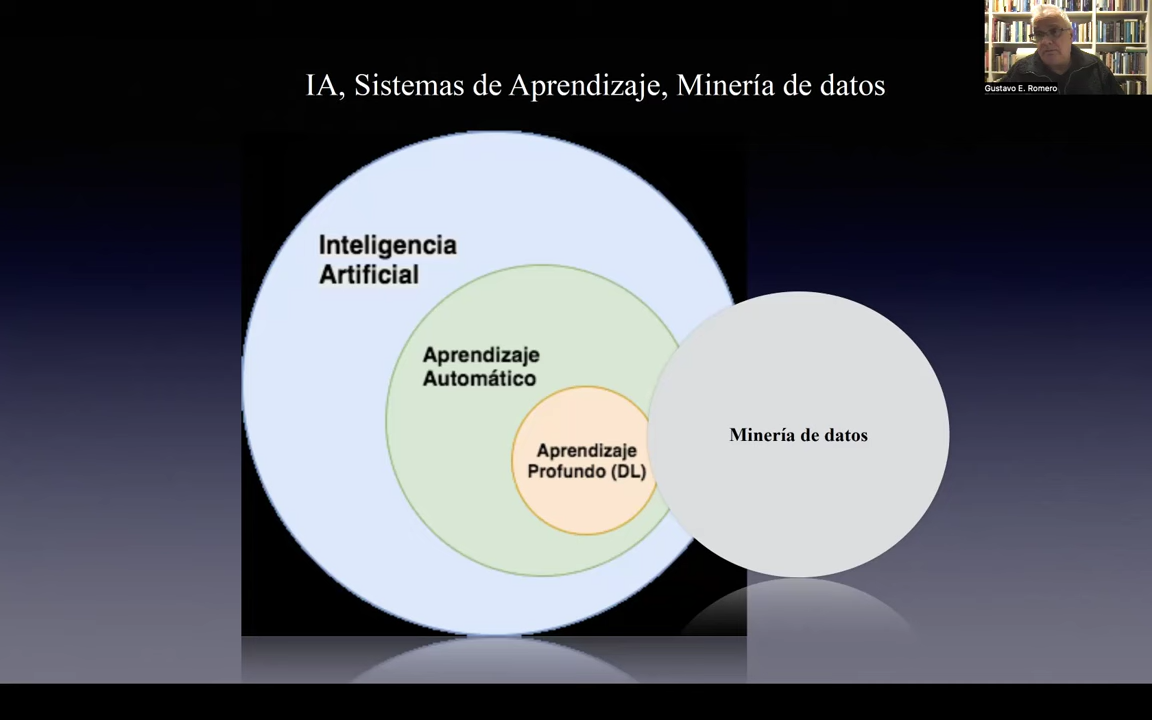 IA, Sistemas de Aprendizaje, Minería de datos
Gustavo E. Romero
Inteligencia
Artificial
Aprendizaje
Automático
Aprendizaje
Profundo (DL)
Minería de datos